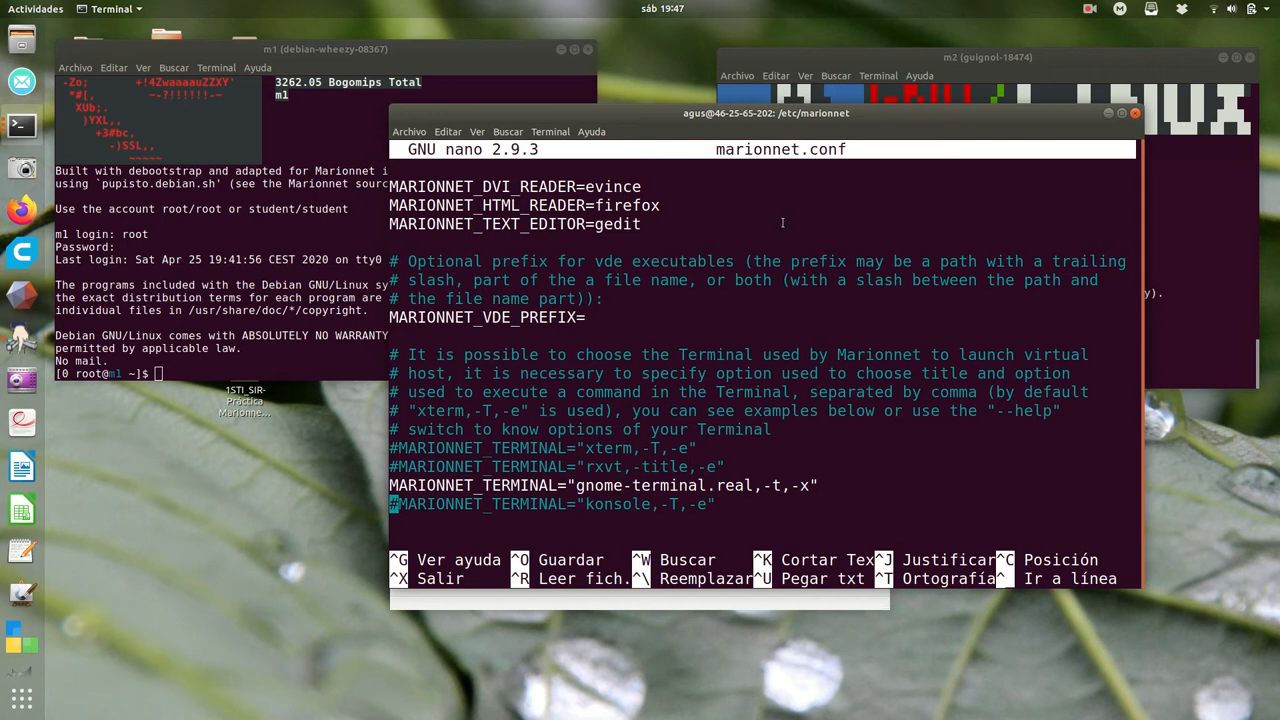 Actividades
Terminal
sáb 19:47
m1 (debian-wheezy-08367)
Archivo Editar Ver Buscar Terminal Ayuda
-Zo; +!4ZwaaaauZZXY'
*#[, ~-?!!!!!!-~
XUb;.
)YXL,,
+3#bc,
-)SSL,,
~~~~~
3262.05 Bogomips Total
m1
Built with debootstrap and adapted for Marionnet i
using `pupisto.debian.sh' (see the Marionnet sourc
Use the account root/root or student/student
m1 login: root
Password:
Last login: Sat Apr 25 19:41:56 CEST 2020 on tty0
The programs included with the Debian GNU/Linux sy
the exact distribution terms for each program are
individual files in /usr/share/doc/*/copyright.
Debian GNU/Linux comes with ABSOLUTELY NO WARRANTY
permitted by applicable law.
No mail.
[0 root@m1 ~]$
1STI_SIR-
Práctica
Marionne...
m2 (guignol-18474)
Archivo Editar Ver Buscar Terminal Ayuda
y).
agus@46-25-65-202: /etc/marionnet
Archivo Editar Ver Buscar Terminal Ayuda
GNU nano 2.9.3 marionnet.conf
MARIONNET_DVI_READER=evince
MARIONNET_HTML_READER=firefox
MARIONNET_TEXT_EDITOR=gedit
# Optional prefix for vde executables (the prefix may be a path with a trailing
# slash, part of the a file name, or both (with a slash between the path and
# the file name part)):
MARIONNET_VDE_PREFIX=
# It is possible to choose the Terminal used by Marionnet to launch virtual
# host, it is necessary to specify option used to choose title and option
# used to execute a command in the Terminal, separated by comma (by default
# "xterm,-T,-e" is used), you can see examples below or use the "--help"
# switch to know options of your Terminal
#MARIONNET_TERMINAL="xterm,-T,-e"
#MARIONNET_TERMINAL="rxvt,-title,-e"
MARIONNET_TERMINAL="gnome-terminal.real,-t,-x"
#MARIONNET_TERMINAL="konsole,-T,-e"
^G Ver ayuda ^O Guardar ^W Buscar ^K Cortar Tex ^J Justificar ^C Posición
^X Salir ^R Leer fich. ^\ Reemplazar ^U Pegar txt ^T Ortografía ^_ Ir a línea